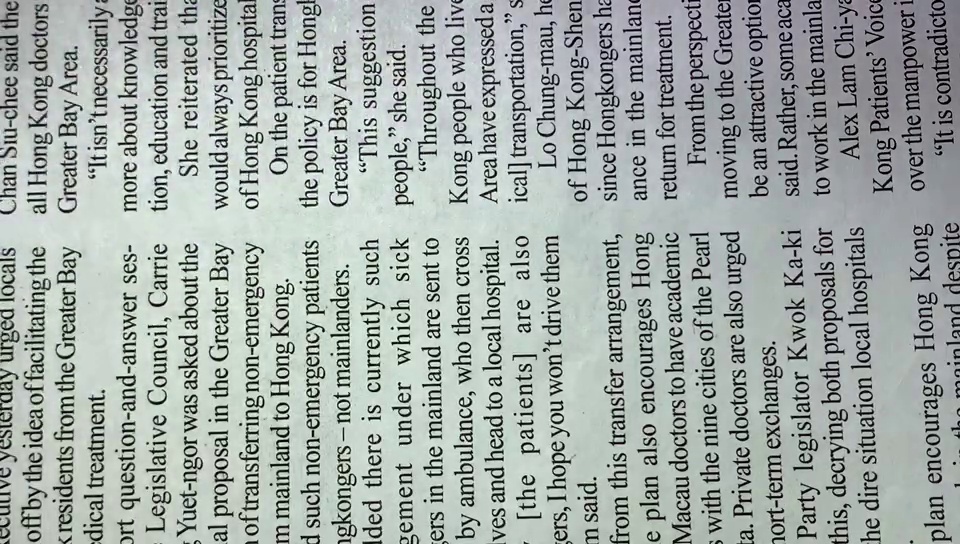 yesterday urged locals
off by the idea of facilitating the
residents from the Greater Bay
dical treatment.
ort question-and-answer ses-
Legislative Council, Carrie
Yuet-ngor was asked about the
al proposal in the Greater Bay
of transferring non-emergency
m mainland to Hong Kong.
d such non-emergency patients
ngkongers – not mainlanders.
lded there is currently such
gement under which sick
gers in the mainland are sent to
by ambulance, who then cross
ves and head to a local hospital.
[the patients] are also
gers, I hope you won't drive them
m said.
from this transfer arrangement,
e plan also encourages Hong
Macau doctors to have academic
with the nine cities of the Pearl
ta. Private doctors are also urged
hort-term exchanges.
Party legislator Kwok Ka-ki
this, decrying both proposals for
he dire situation local hospitals
plan encourages Hong Kong
mainland despite
Chan Siu-chee said the
all Hong Kong doctors
Greater Bay Area.
"It isn't necessarily
more about knowledge
tion, education and trai
She reiterated tha
would always prioritize
of Hong Kong hospital
On the patient trans
the policy is for Hongk
Greater Bay Area.
"This suggestion
people," she said.
"Throughout the
Kong people who live
Area have expressed a
ical] transportation," s
Lo Chung-mau, he
of Hong Kong-Shen
since Hongkongers ha
ance in the mainland
return for treatment.
From the perspecti
moving to the Greater
be an attractive option
said. Rather, some aca
to work in the mainla
Alex Lam Chi-ya
Kong Patients' Voice
over the manpower i
"It is contradicto